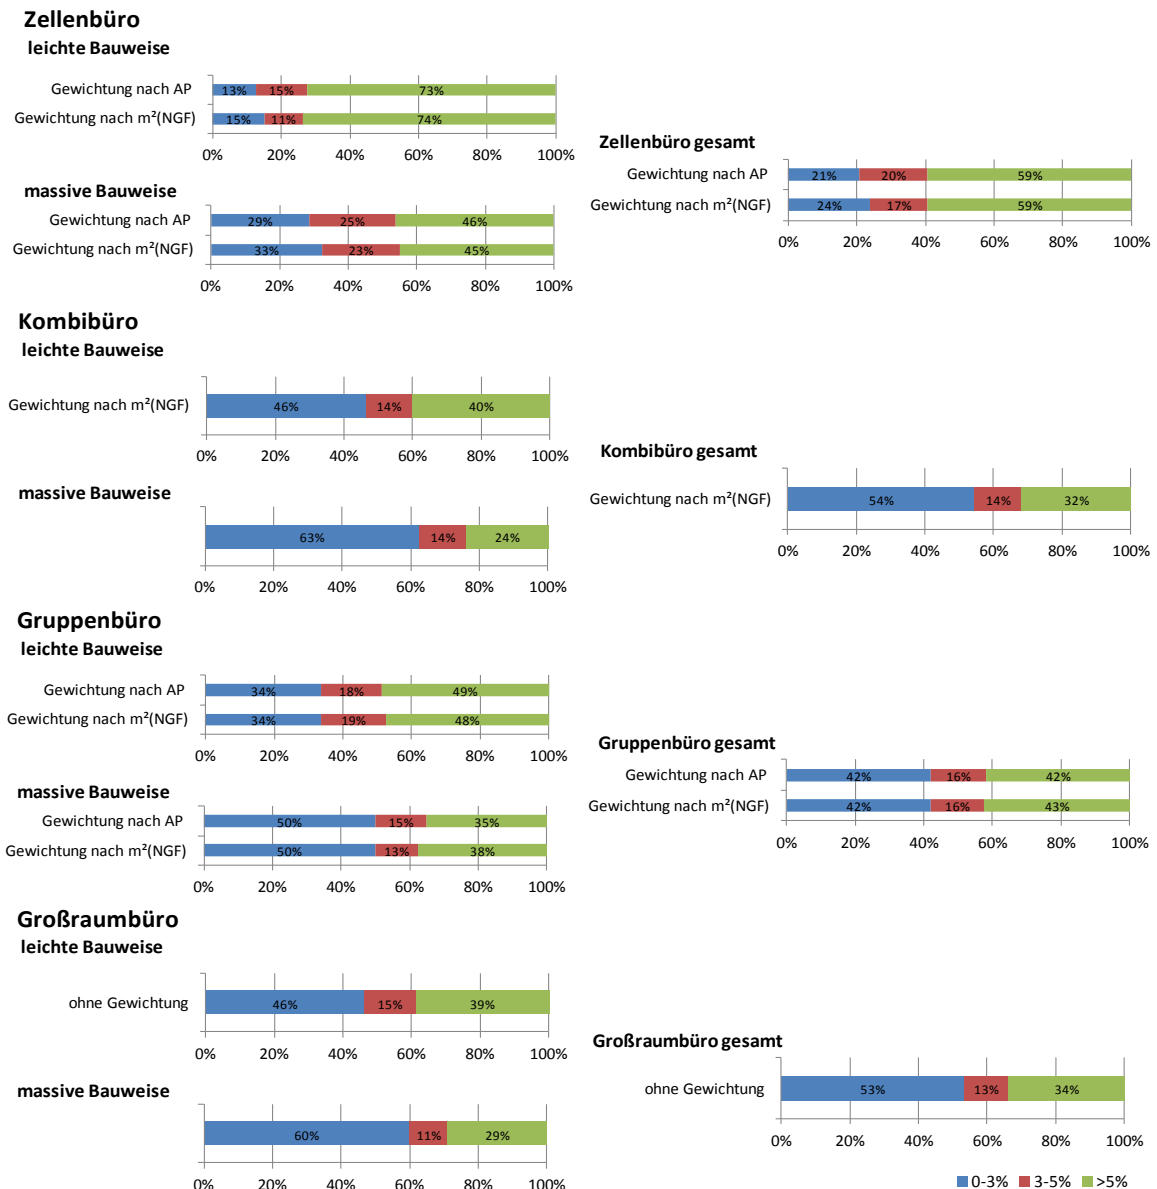 Zellenbüro
leichte Bauweise
Gewichtung nach AP
13% 15% 73%
Gewichtung nach m²(NGF)
15% 11% 74%
0% 20% 40% 60% 80% 100%
massive Bauweise
Gewichtung nach AP
29% 25% 46%
Gewichtung nach m²(NGF)
33% 23% 45%
0% 20% 40% 60% 80% 100%
Zellenbüro gesamt
Gewichtung nach AP
21% 20% 59%
Gewichtung nach m²(NGF)
24% 17% 59%
0% 20% 40% 60% 80% 100%
Kombibüro
leichte Bauweise
Gewichtung nach m²(NGF)
46% 14% 40%
0% 20% 40% 60% 80% 100%
massive Bauweise
63% 14% 24%
0% 20% 40% 60% 80% 100%
Kombibüro gesamt
Gewichtung nach m²(NGF)
54% 14% 32%
0% 20% 40% 60% 80% 100%
Gruppenbüro
leichte Bauweise
Gewichtung nach AP
34% 18% 49%
Gewichtung nach m²(NGF)
34% 19% 48%
0% 20% 40% 60% 80% 100%
massive Bauweise
Gewichtung nach AP
50% 15% 35%
Gewichtung nach m²(NGF)
50% 13% 38%
0% 20% 40% 60% 80% 100%
Gruppenbüro gesamt
Gewichtung nach AP
42% 16% 42%
Gewichtung nach m²(NGF)
42% 16% 43%
0% 20% 40% 60% 80% 100%
Großraumbüro
leichte Bauweise
ohne Gewichtung
46% 15% 39%
0% 20% 40% 60% 80% 100%
massive Bauweise
60% 11% 29%
0% 20% 40% 60% 80% 100%
Großraumbüro gesamt
ohne Gewichtung
53% 13% 34%
0% 20% 40% 60% 80% 100%
0-3% 3-5% >5%